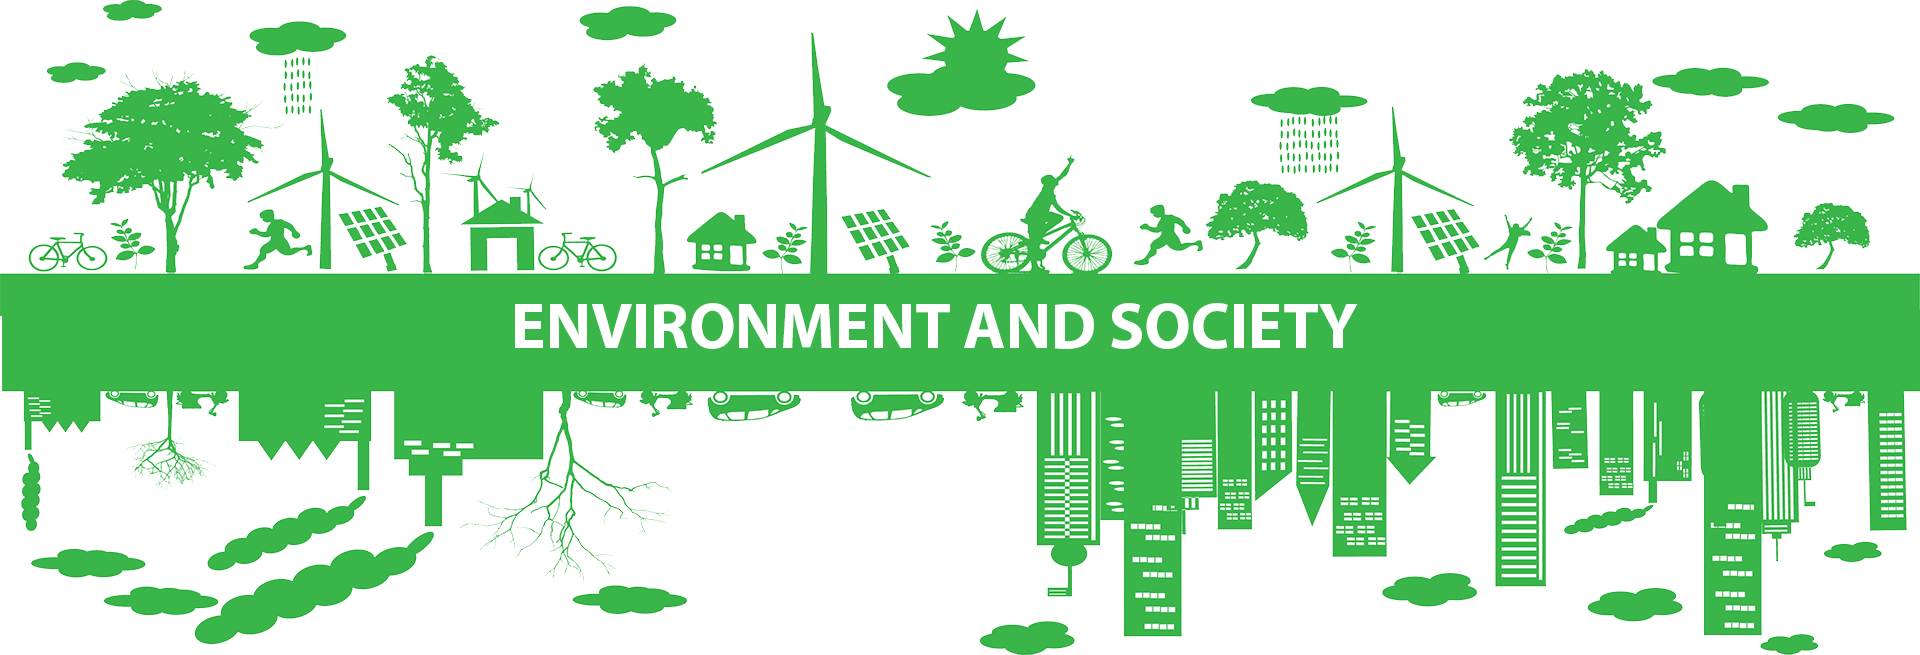 ENVIRONMENT AND SOCIETY